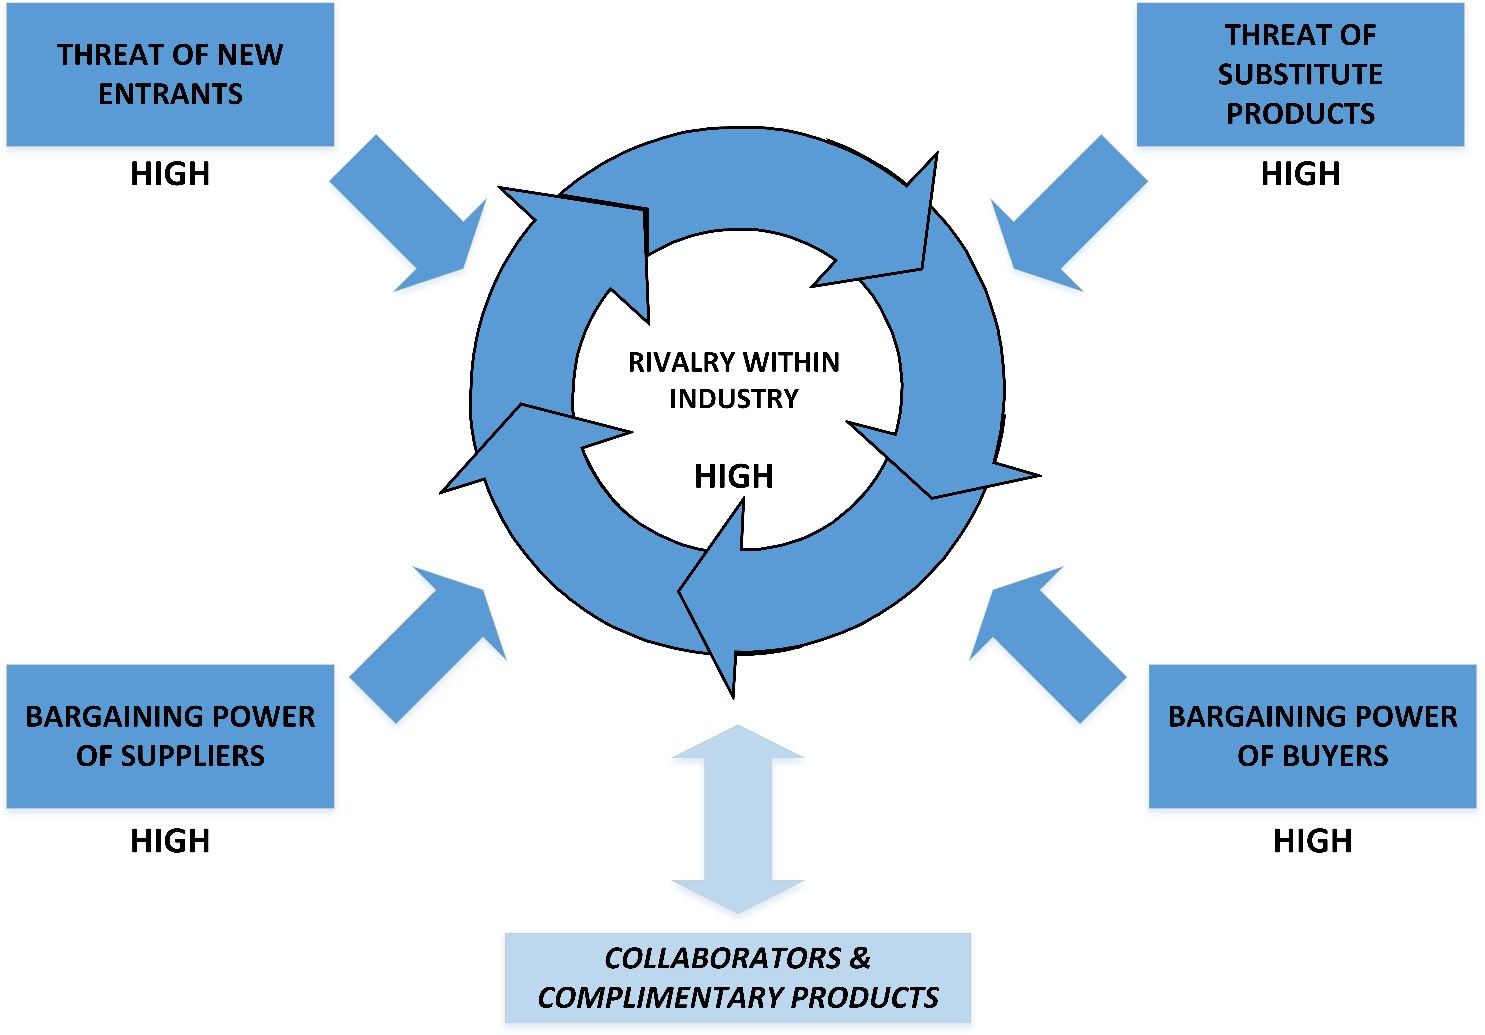 THREAT OF NEW
ENTRANTS
HIGH
THREAT OF
SUBSTITUTE
PRODUCTS
HIGH
RIVALRY WITHIN
INDUSTRY
HIGH
BARGAINING POWER
OF SUPPLIERS
HIGH
BARGAINING POWER
OF BUYERS
HIGH
COLLABORATORS &
COMPLIMENTARY PRODUCTS